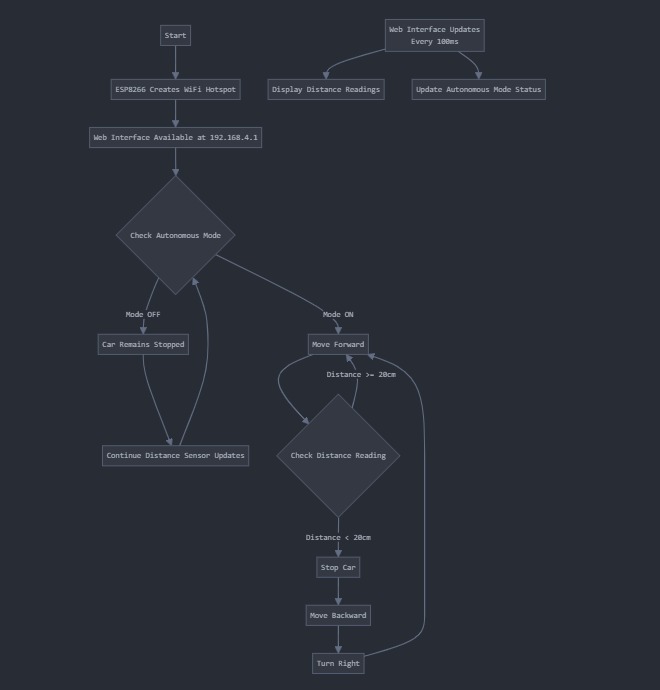 Start
Web Interface Updates
Every 100ms
ESP8266 Creates WiFi Hotspot
Display Distance Readings
Update Autonomous Mode Status
Web Interface Available at 192.168.4.1
Check Autonomous Mode
Mode OFF
Mode ON
Car Remains Stopped
Move Forward
Distance >= 20cm
Continue Distance Sensor Updates
Check Distance Reading
Distance < 20cm
Stop Car
Move Backward
Turn Right